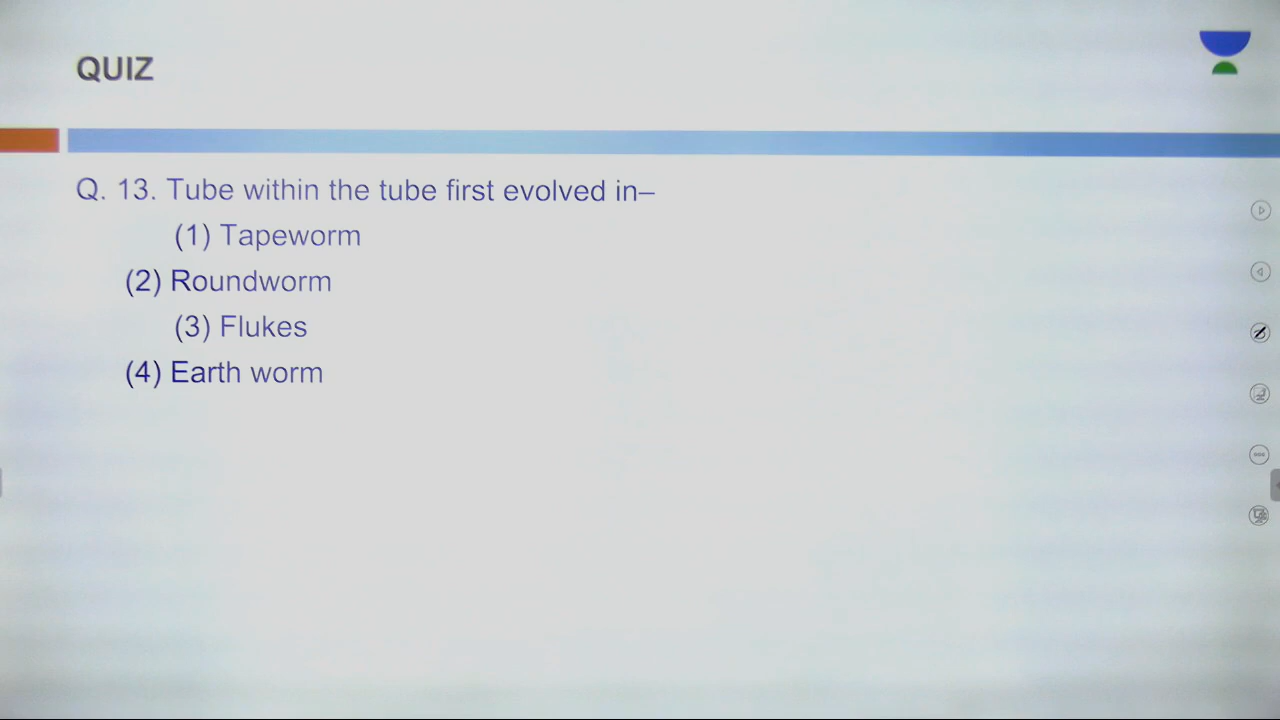 QUIZ
Q. 13. Tube within the tube first evolved in–
(1) Tapeworm
(2) Roundworm
(3) Flukes
(4) Earth worm